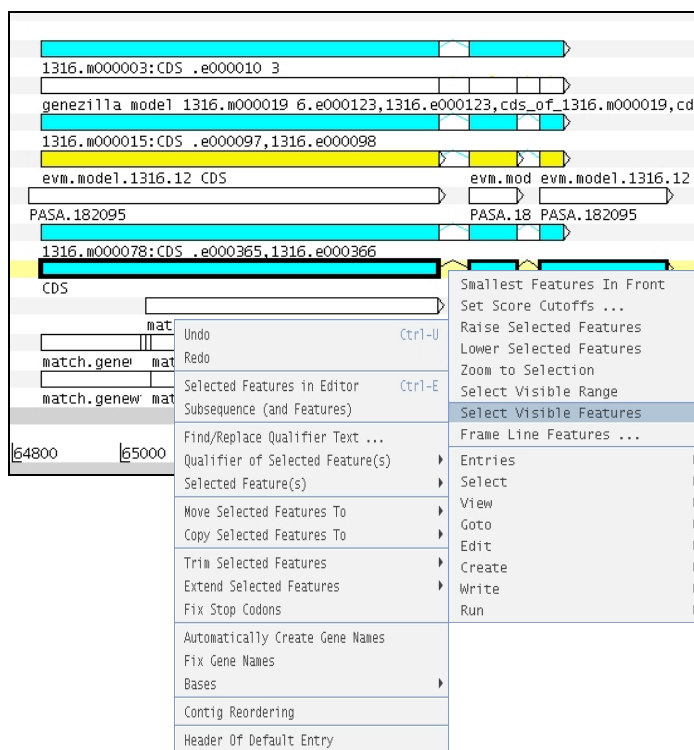 1316.m000003:CDS .e000010 3
genezilla model 1316.m000019 6.e000123,1316.e000123,cds_of_1316.m000019,cd
1316.m000015:CDS .e000097,1316.e000098
evm.model.1316.12 CDS evm.mod evm.model.1316.12
PASA.182095 PASA.18 PASA.182095
1316.m000078:CDS .e000365,1316.e000366
CDS
mat
match.gene mat
match.genew mat
64800 65000
Undo Ctrl-U
Redo
Selected Features in Editor Ctrl-E
Subsequence (and Features)
Find/Replace Qualifier Text ...
Qualifier of Selected Feature(s)
Selected Feature(s)
Move Selected Features To
Copy Selected Features To
Trim Selected Features
Extend Selected Features
Fix Stop Codons
Automatically Create Gene Names
Fix Gene Names
Bases
Contig Reordering
Header Of Default Entry
Smallest Features In Front
Set Score Cutoffs ...
Raise Selected Features
Lower Selected Features
Zoom to Selection
Select Visible Range
Select Visible Features
Frame Line Features ...
Entries
Select
View
Goto
Edit
Create
Write
Run